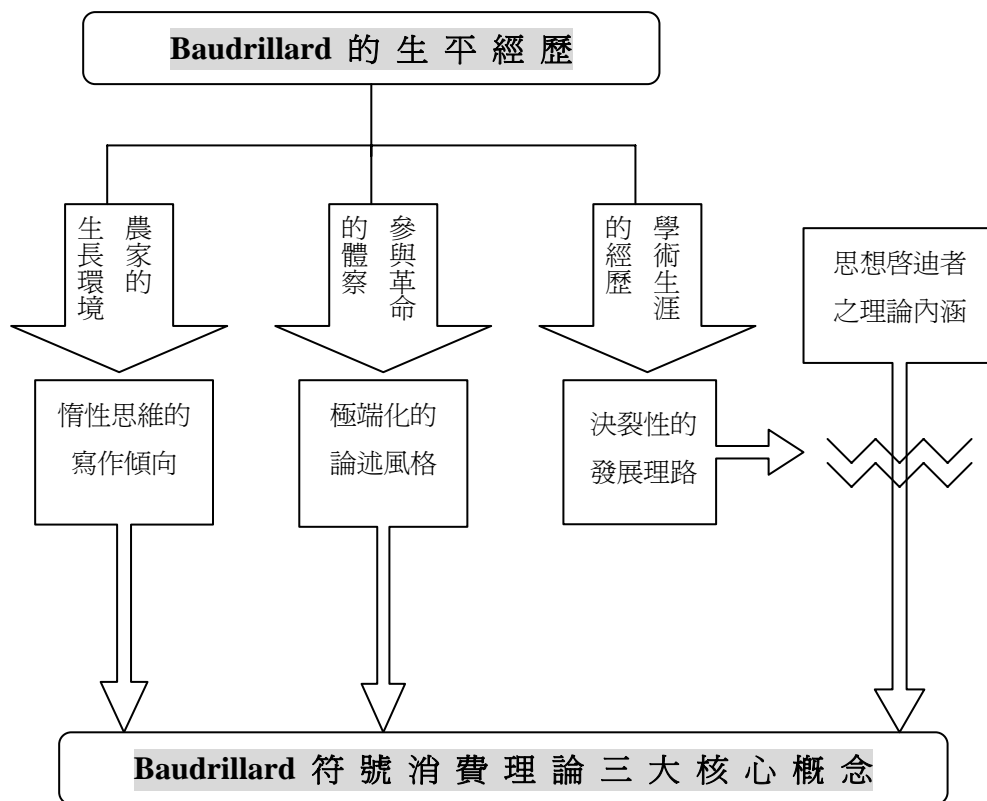 Baudrillard 的生平經歷
農家的
生長環境
參與革命
的體察
學術生涯
的經歷
思想啓迪者
之理論內涵
惰性思維的
寫作傾向
極端化的
論述風格
決裂性的
發展理路
Baudrillard 符號消費理論三大核心概念